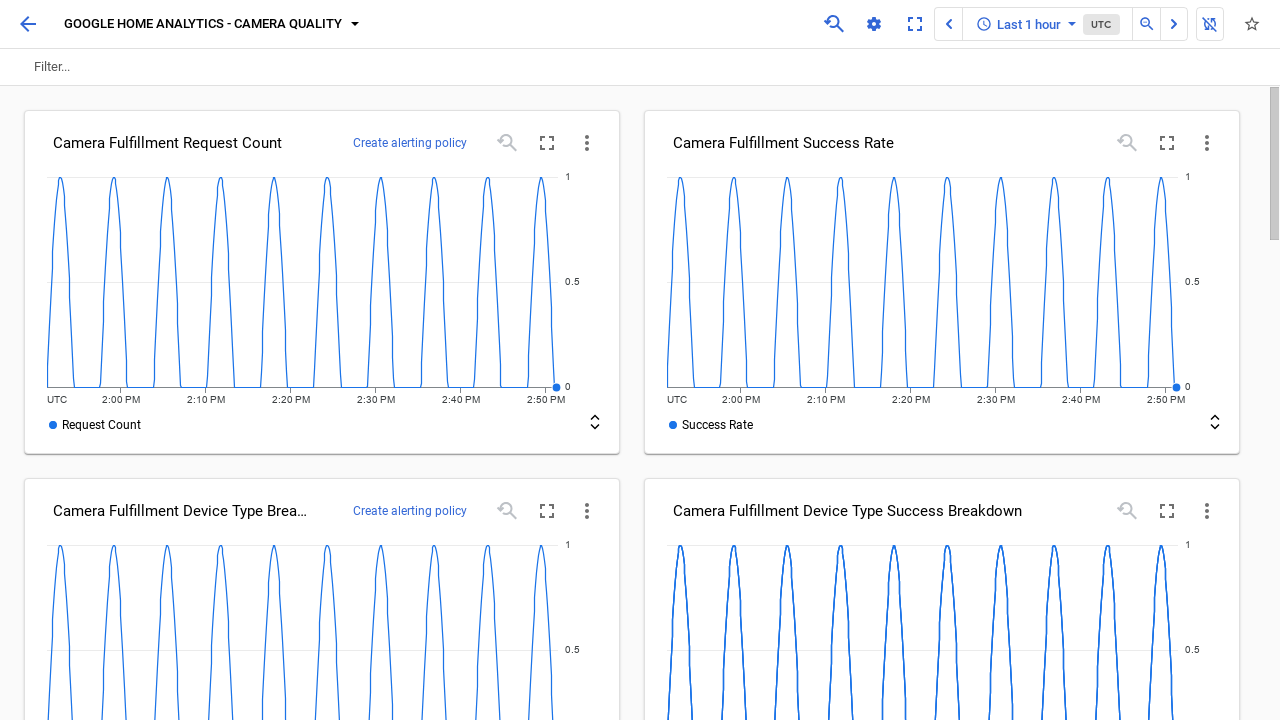 GOOGLE HOME ANALYTICS - CAMERA QUALITY
Last 1 hour
UTC
Filter...
Camera Fulfillment Request Count
Create alerting policy
1
0.5
0
UTC
2:00 PM
2:10 PM
2:20 PM
2:30 PM
2:40 PM
2:50 PM
Request Count
Camera Fulfillment Success Rate
1
0.5
0
UTC
2:00 PM
2:10 PM
2:20 PM
2:30 PM
2:40 PM
2:50 PM
Success Rate
Camera Fulfillment Device Type Brea...
Create alerting policy
1
0.5
Camera Fulfillment Device Type Success Breakdown
1
0.5